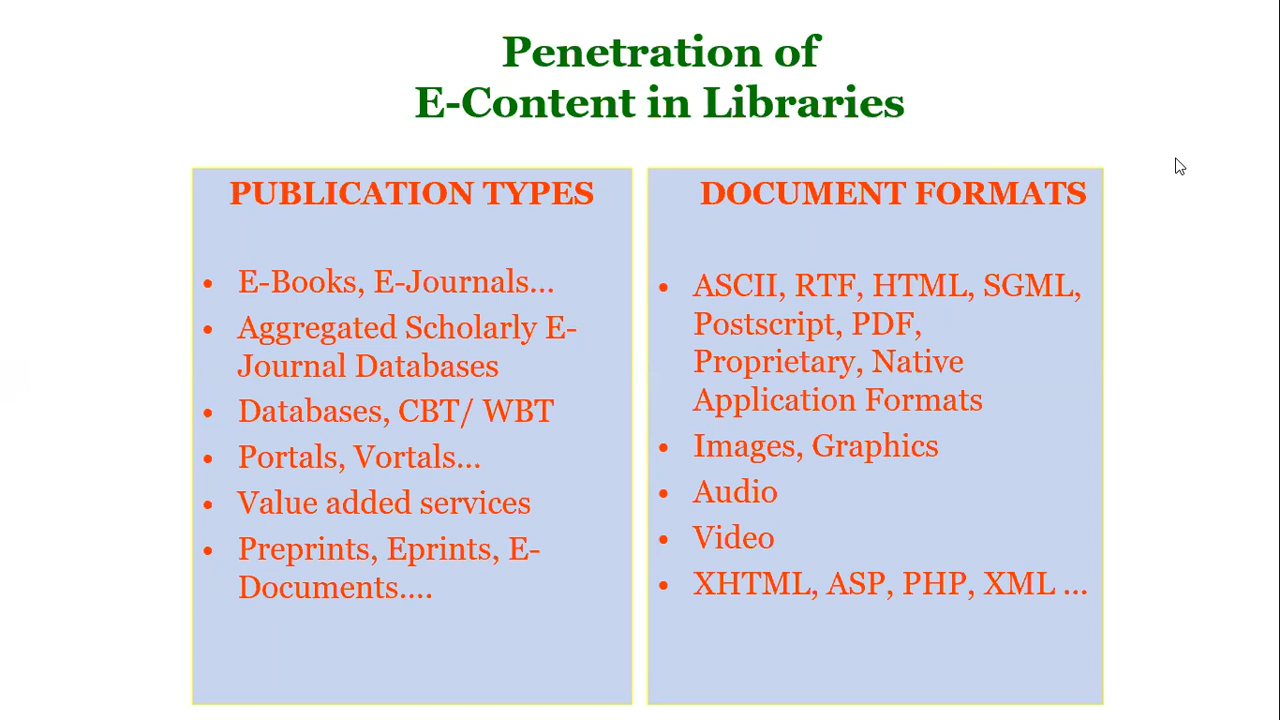 Penetration of
E-Content in Libraries
PUBLICATION TYPES
• E-Books, E-Journals...
• Aggregated Scholarly E-
Journal Databases
• Databases, CBT/ WBT
• Portals, Vortals...
• Value added services
• Preprints, Eprints, E-
Documents....
DOCUMENT FORMATS
• ASCII, RTF, HTML, SGML,
Postscript, PDF,
Proprietary, Native
Application Formats
• Images, Graphics
• Audio
• Video
• XHTML, ASP, PHP, XML ...